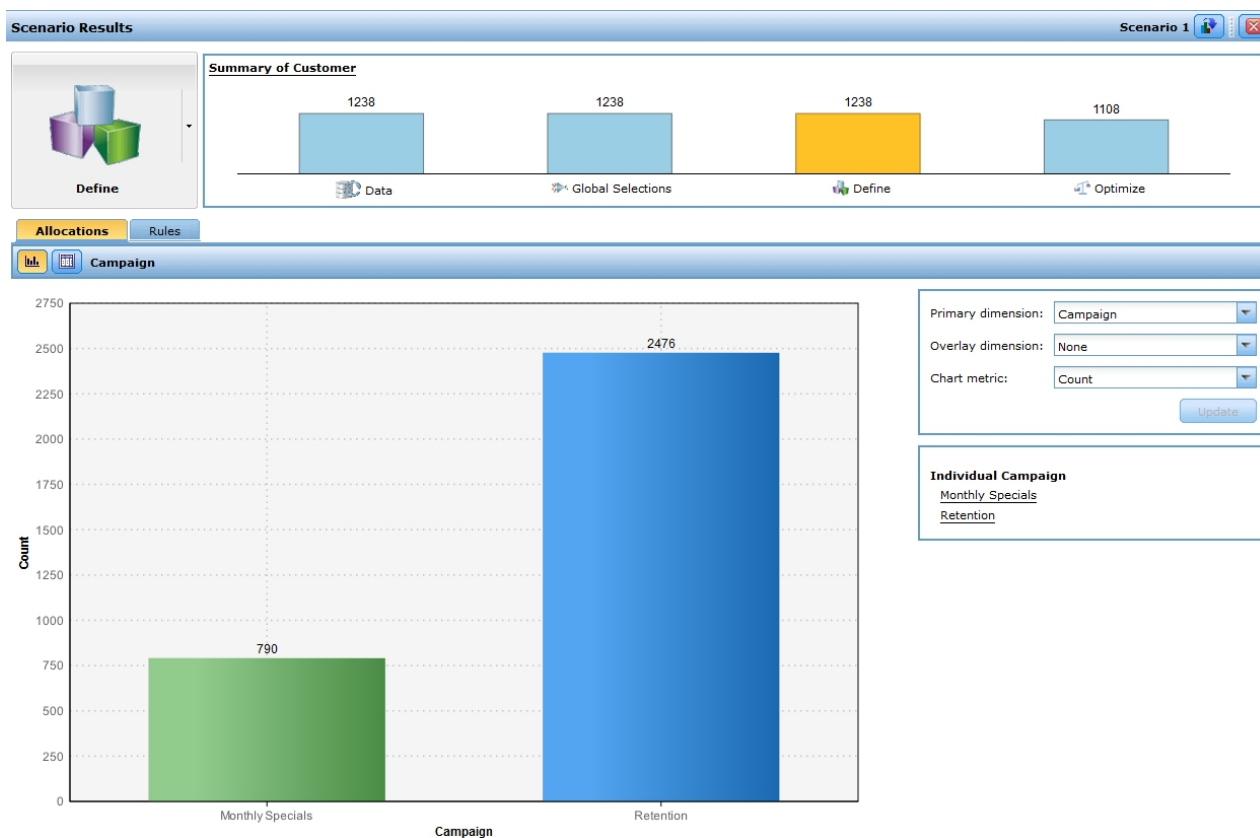 Scenario Results
Scenario 1
Define
Summary of Customer
1238
1238
1238
1108
Data
Global Selections
Define
Optimize
Allocations
Rules
Campaign
2750
2500
2250
2000
1750
1500
1250
1000
750
500
250
0
Count
790
2476
Monthly Specials
Retention
Campaign
Primary dimension: Campaign
Overlay dimension: None
Chart metric: Count
Update
Individual Campaign
Monthly Specials
Retention